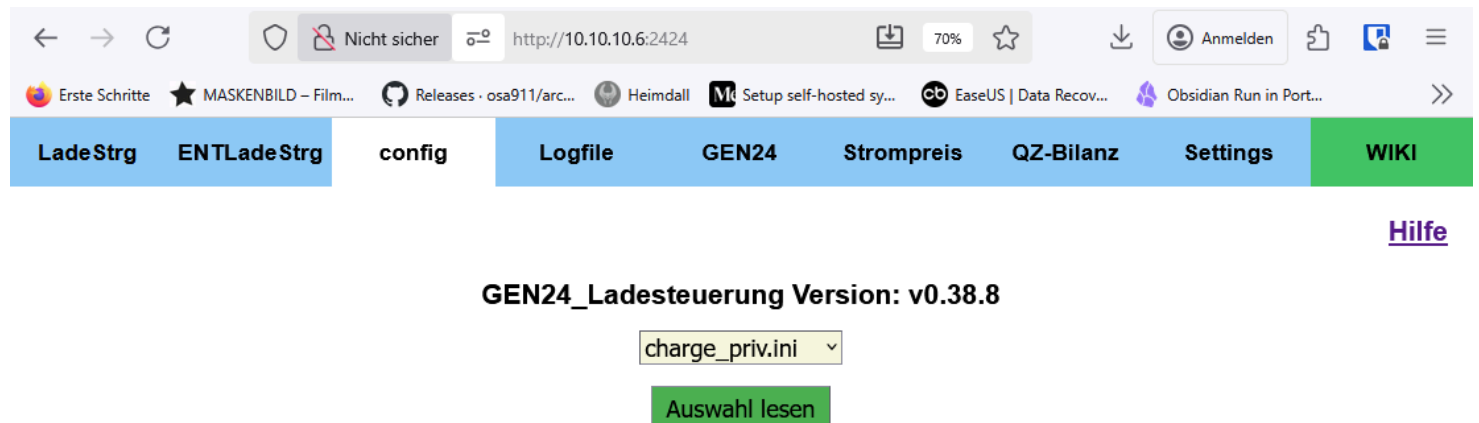 Nicht sicher http://10.10.10.6:2424 70% Anmelden
Erste Schritte MASKENBILD – Film... Releases · osa911/arc... Heimdall Me Setup self-hosted sy... cb EaseUS | Data Recov... Obsidian Run in Port...
LadeStrg ENTLadeStrg config Logfile GEN24 Strompreis QZ-Bilanz Settings WIKI
Hilfe
GEN24_Ladesteuerung Version: v0.38.8
charge_priv.ini
Auswahl lesen